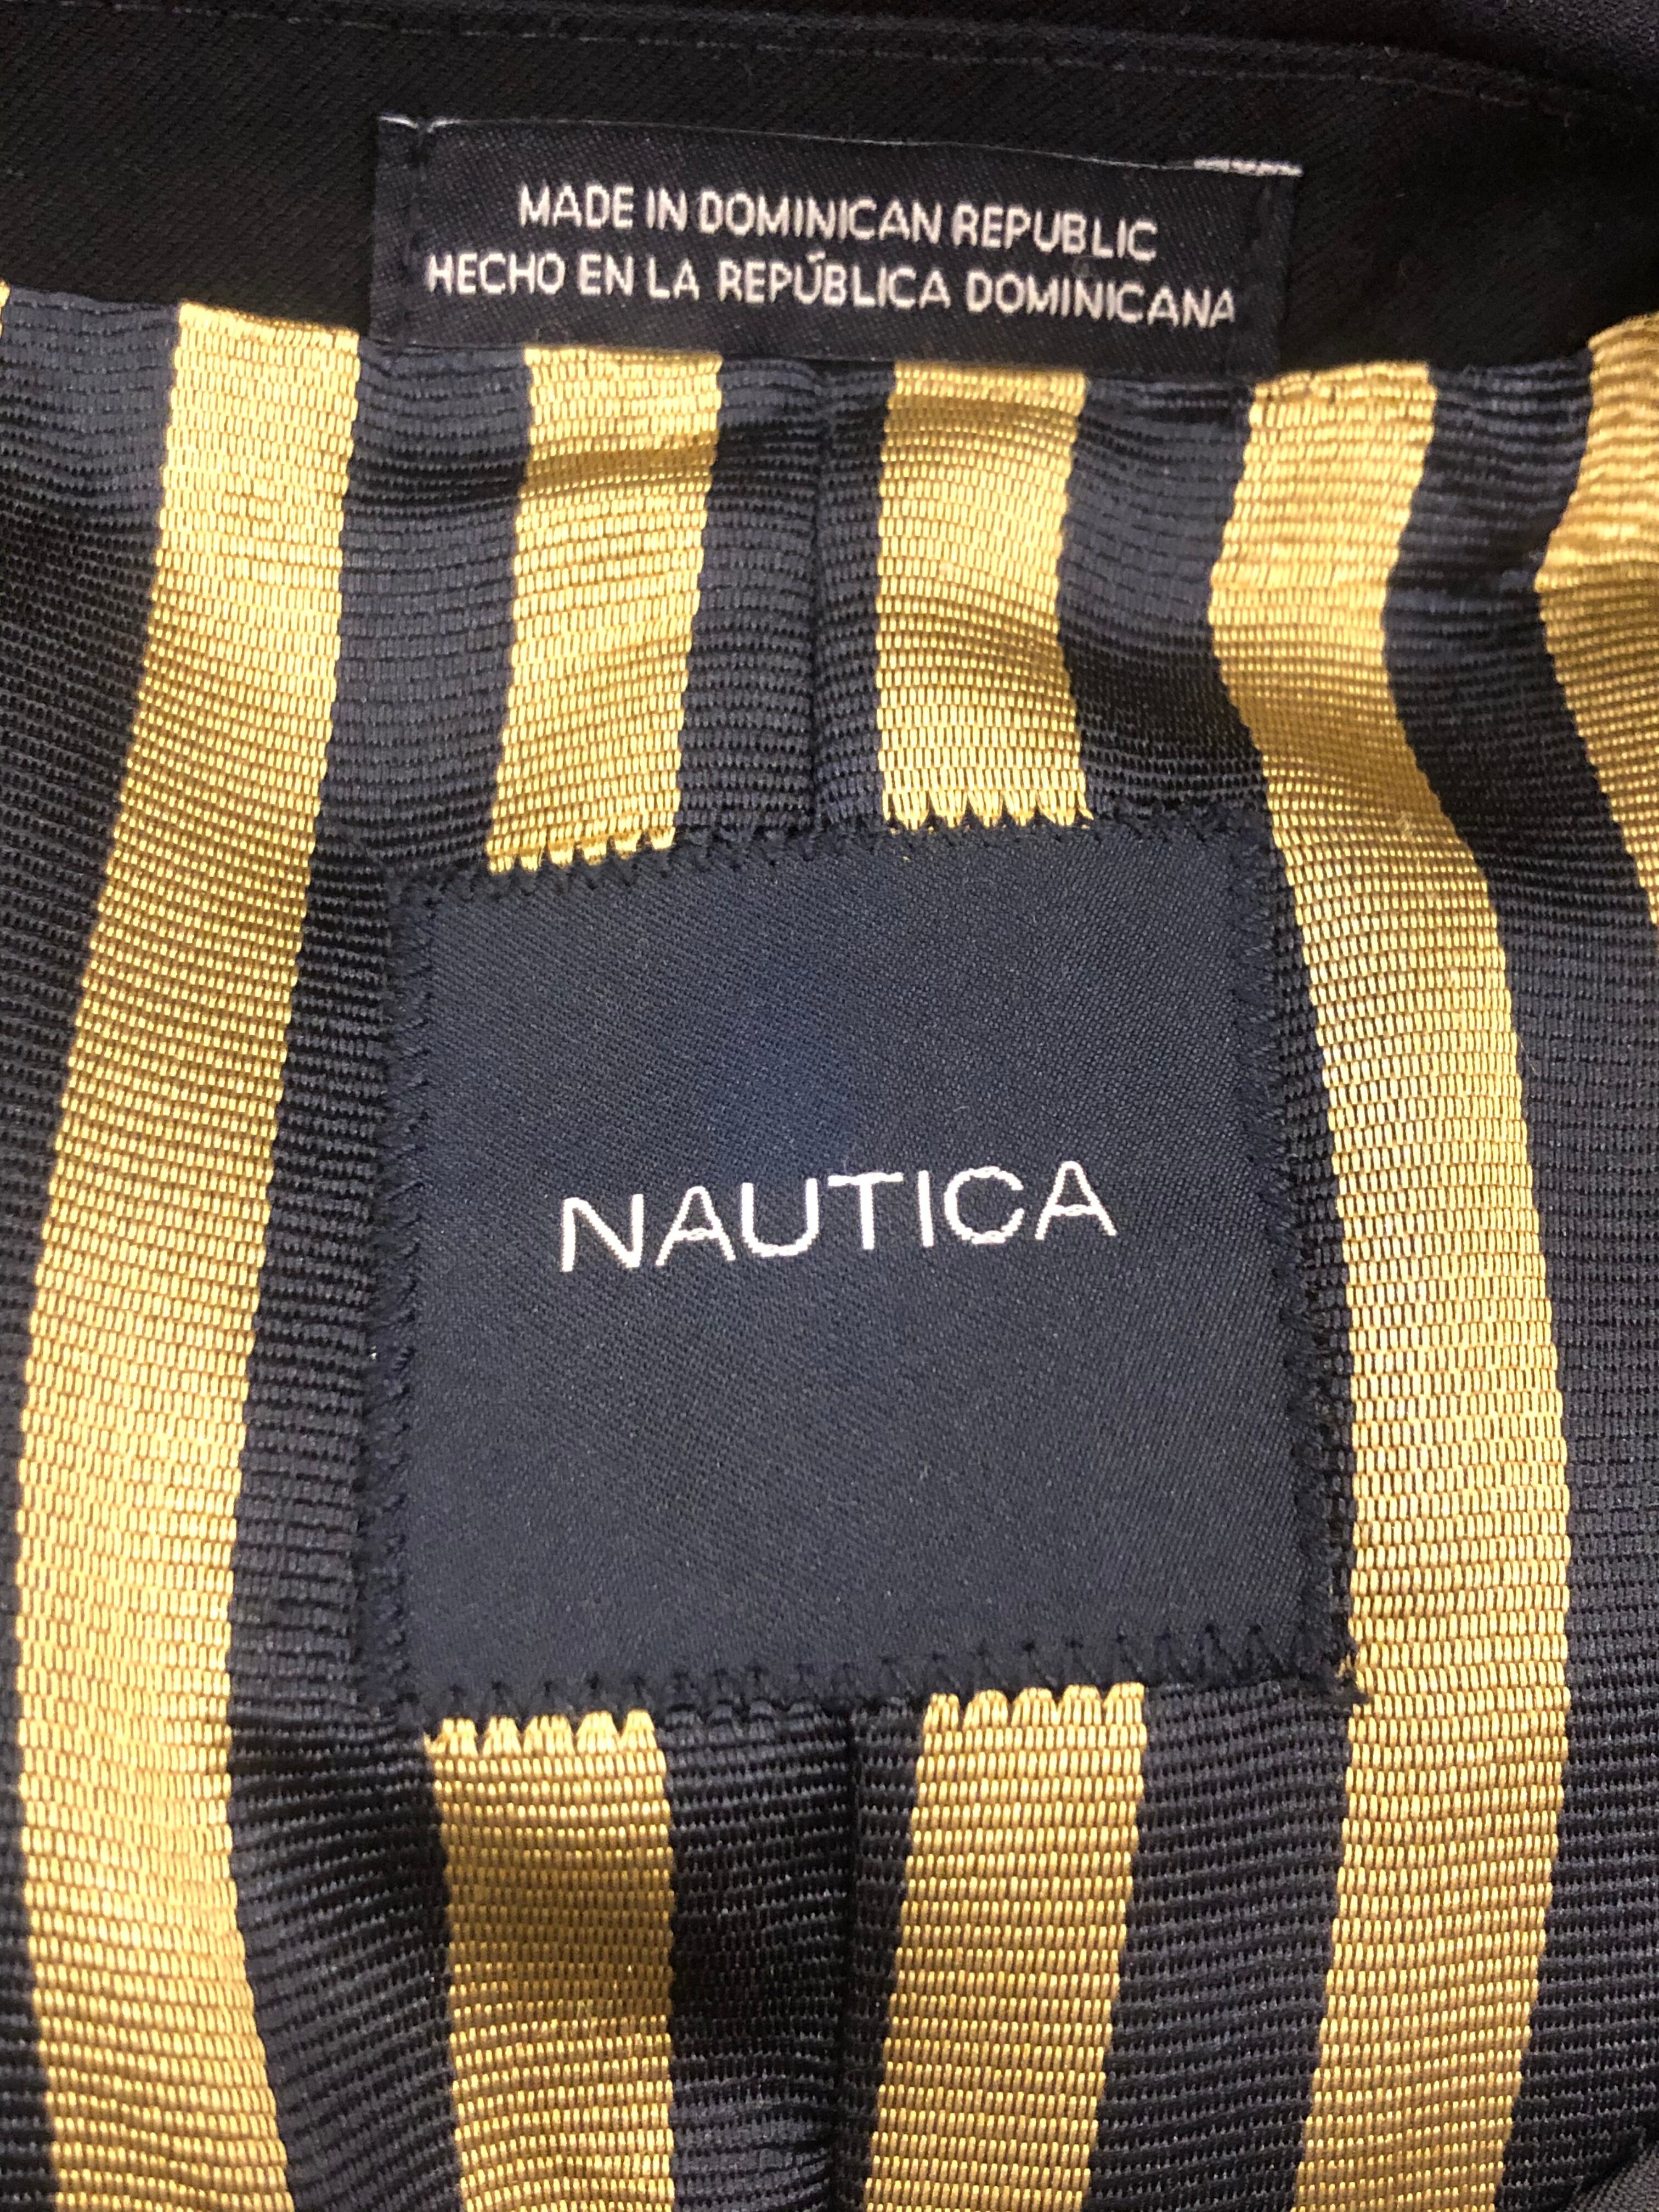 MADE IN DOMINICAN REPUBLIC
HECHO EN LA REPÚBLICA DOMINICANA
NAUTICA